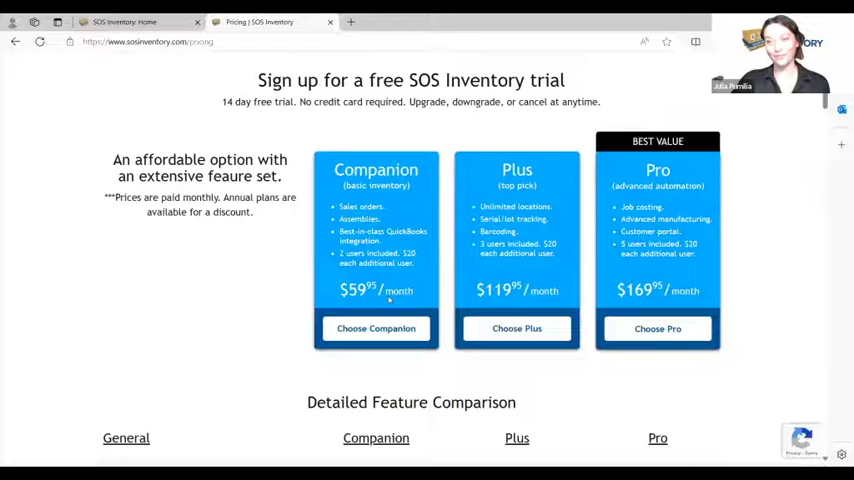 SOS Inventory: Home
Pricing | SOS Inventory
https://www.sosinventory.com/pricing
ORY
Julia Pumilia
Sign up for a free SOS Inventory trial
14 day free trial. No credit card required. Upgrade, downgrade, or cancel at anytime.
An affordable option with
an extensive feaure set.
***Prices are paid monthly. Annual plans are
available for a discount.
Companion
(basic inventory)
Sales orders.
Assemblies.
Best-in-class QuickBooks
integration.
2 users included. $20
each additional user.
$59.95/month
Choose Companion
Plus
(top pick)
Unlimited locations.
Serial/lot tracking.
Barcoding.
3 users included. $20
each additional user.
$119.95/month
Choose Plus
BEST VALUE
Pro
(advanced automation)
Job costing.
Advanced manufacturing.
Customer portal.
5 users included. $20
each additional user.
$169.95/month
Choose Pro
Detailed Feature Comparison
General Companion Plus Pro
Privacy - Terms